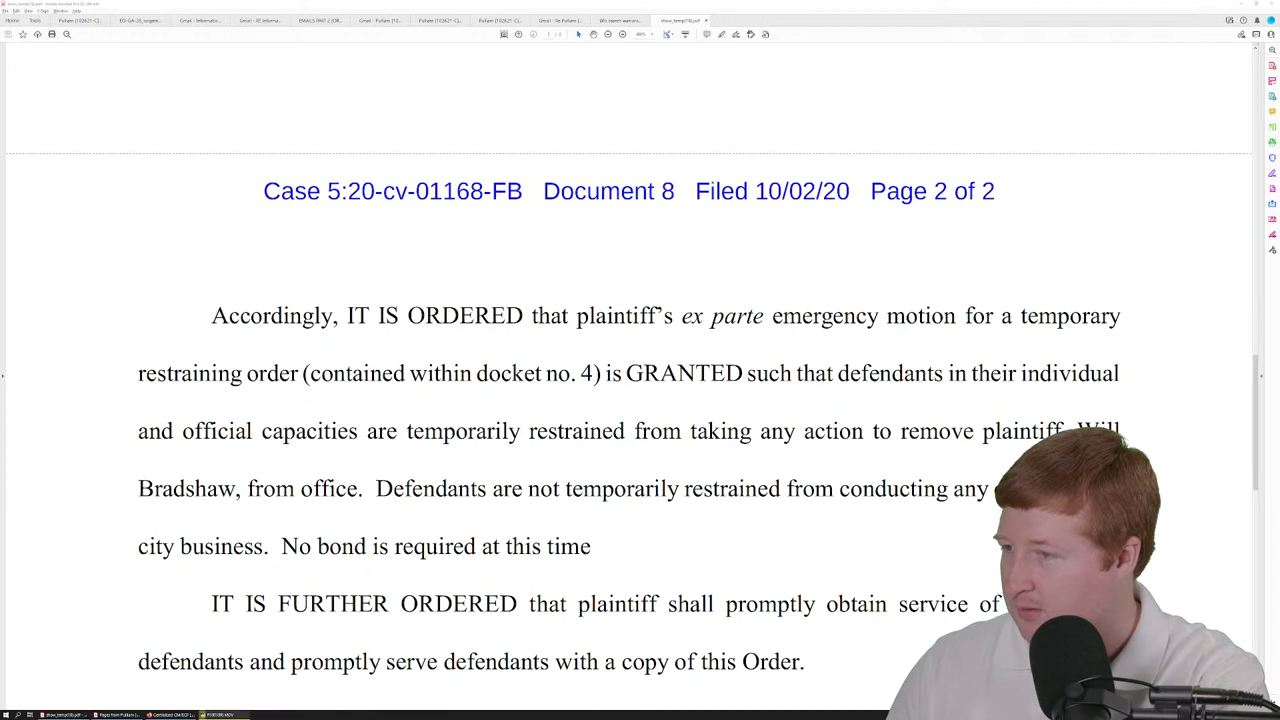 Home Tools
Case 5:20-cv-01168-FB Document 8 Filed 10/02/20 Page 2 of 2
Accordingly, IT IS ORDERED that plaintiff’s ex parte emergency motion for a temporary
restraining order (contained within docket no. 4) is GRANTED such that defendants in their individual
and official capacities are temporarily restrained from taking any action to remove plaintiff, Will
Bradshaw, from office. Defendants are not temporarily restrained from conducting any
city business. No bond is required at this time
IT IS FURTHER ORDERED that plaintiff shall promptly obtain service of
defendants and promptly serve defendants with a copy of this Order.